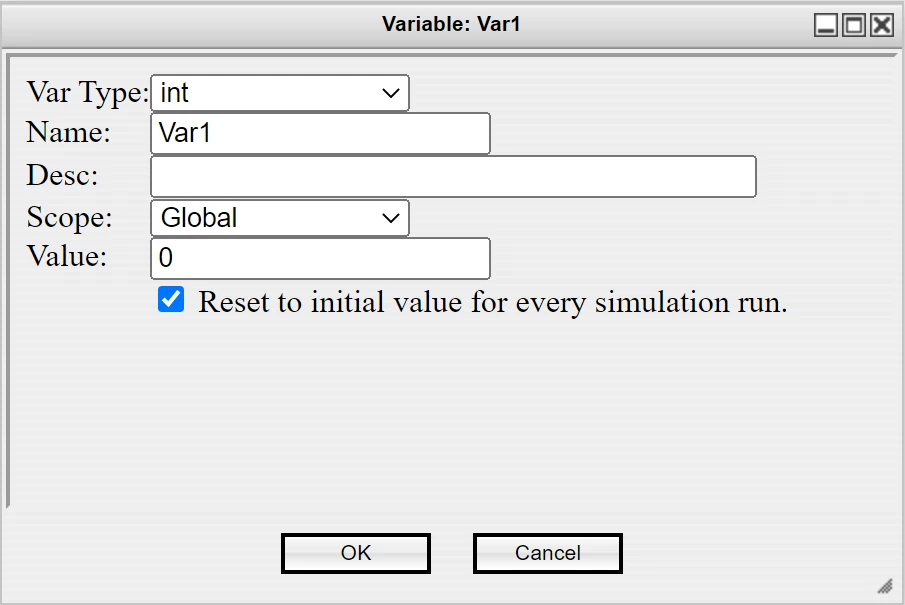 Variable: Var1
Var Type: int
Name: Var1
Desc:
Scope: Global
Value: 0
Reset to initial value for every simulation run.
OK Cancel